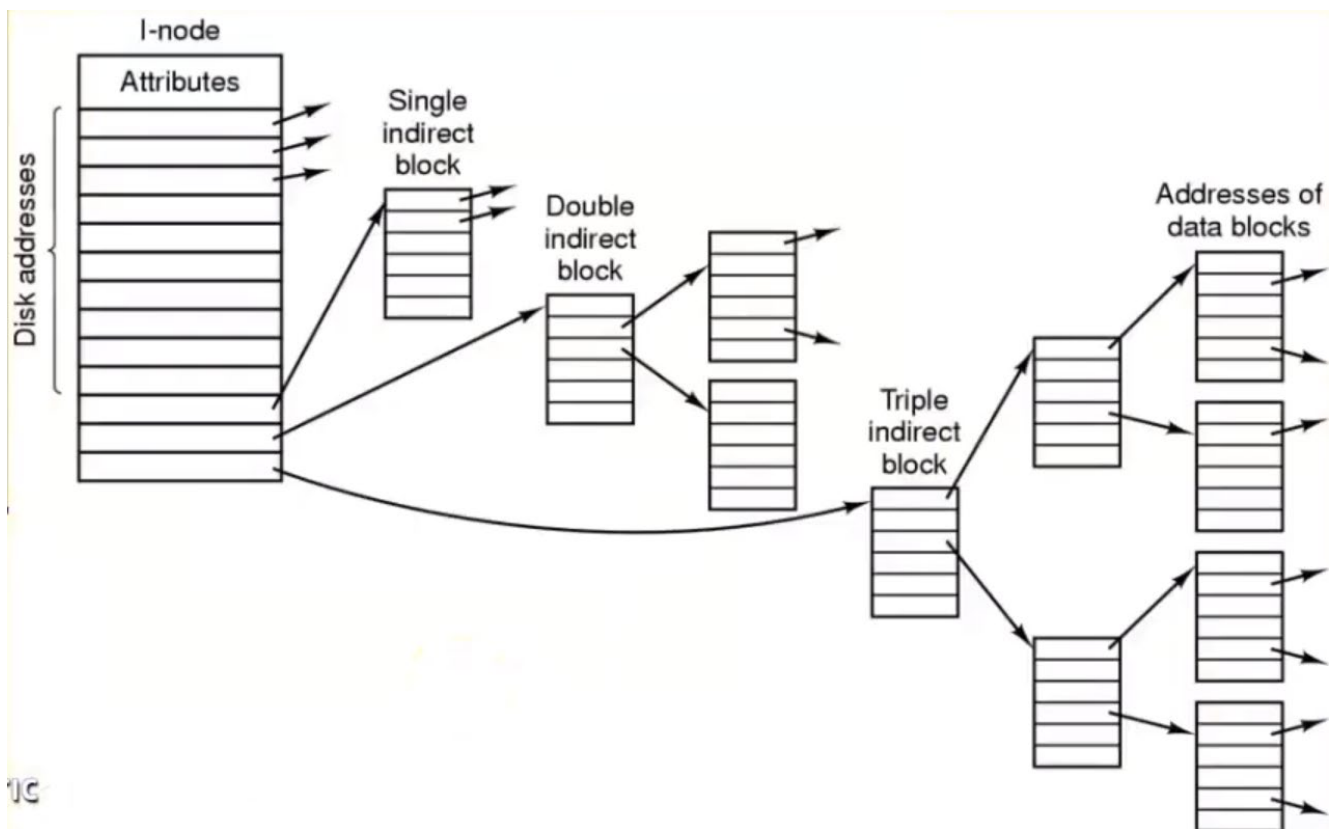 I-node
Attributes
Disk addresses
Single
indirect
block
Double
indirect
block
Triple
indirect
block
Addresses of
data blocks